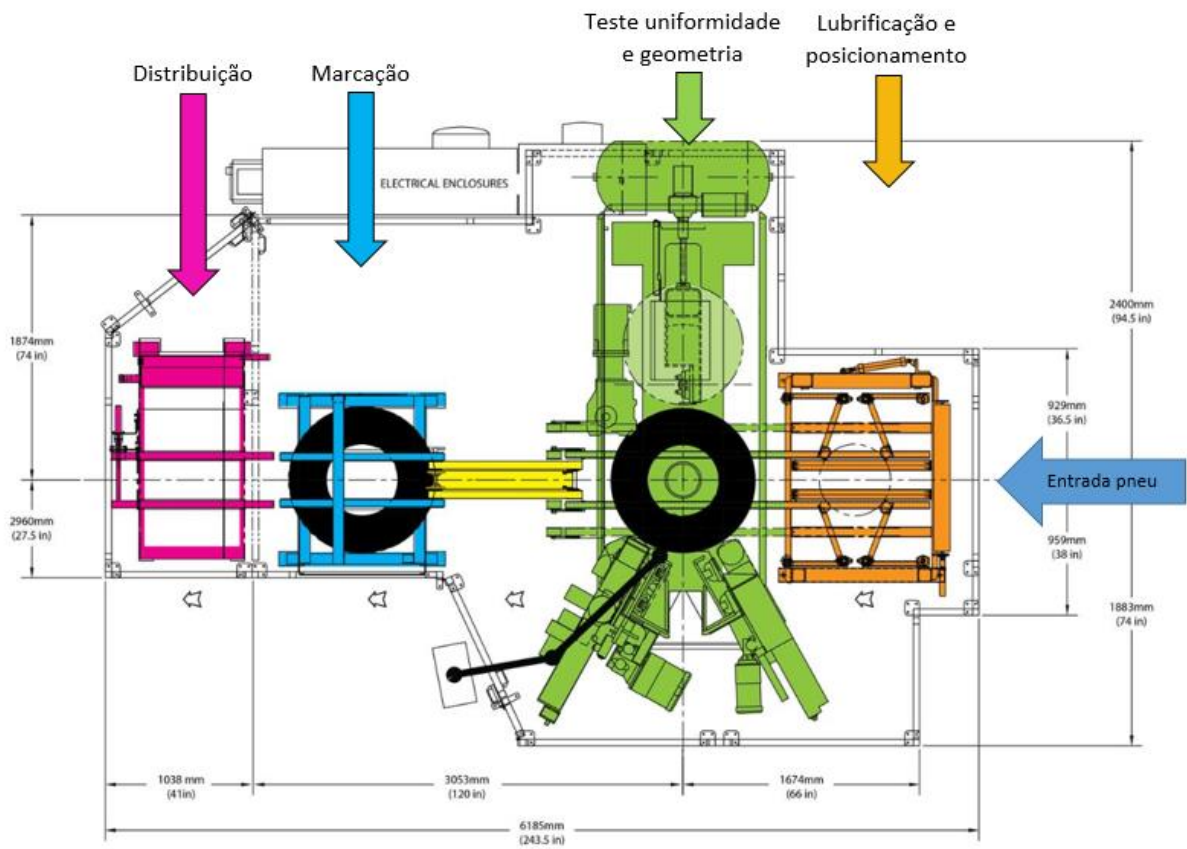 Teste uniformidade
e geometria
Lubrificação e
posicionamento
Distribuição
Marcação
ELECTRICAL ENCLOSURES
1874mm
(74 in)
2400mm
(94.5 in)
929mm
(36.5 in)
Entrada pneu
2960mm
(27.5 in)
959mm
(38 in)
1883mm
(74 in)
1038 mm
(41in)
3053mm
(120 in)
1674mm
(66 in)
6185mm
(243.5 in)